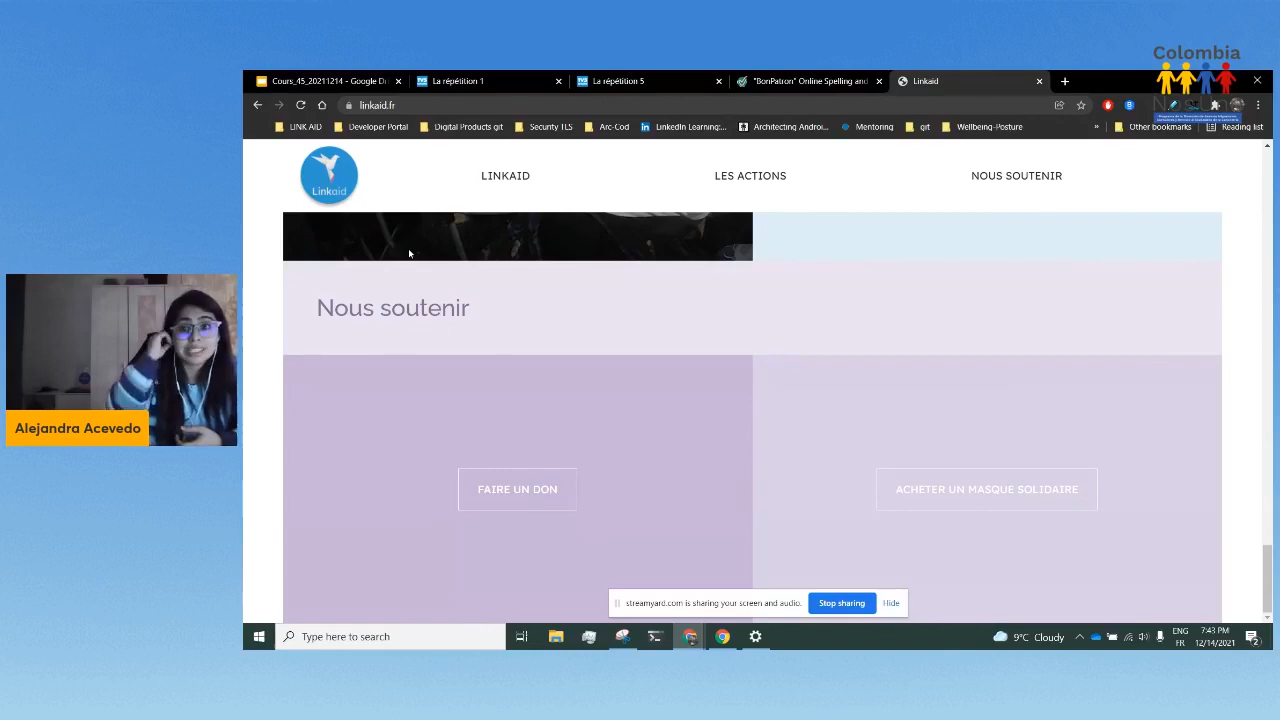 Colombia
Cours_45_20211214 - Google Dr
La répétition 1
La répétition 5
"BonPatron" Online Spelling and
Linkaid
linkaid.fr
LINK AID
Developer Portal
Digital Products git
Security TLS
Arc-Cod
LinkedIn Learning:...
Architecting Androi...
Mentoring
git
Wellbeing-Posture
»
Other bookmarks
Reading list
Linkaid
LINKAID
LES ACTIONS
NOUS SOUTENIR
Nous soutenir
Alejandra Acevedo
FAIRE UN DON
ACHETER UN MASQUE SOLIDAIRE
streamyard.com is sharing your screen and audio.
Stop sharing
Hide
Type here to search
9°C Cloudy
ENG
FR
7:43 PM
12/14/2021
2